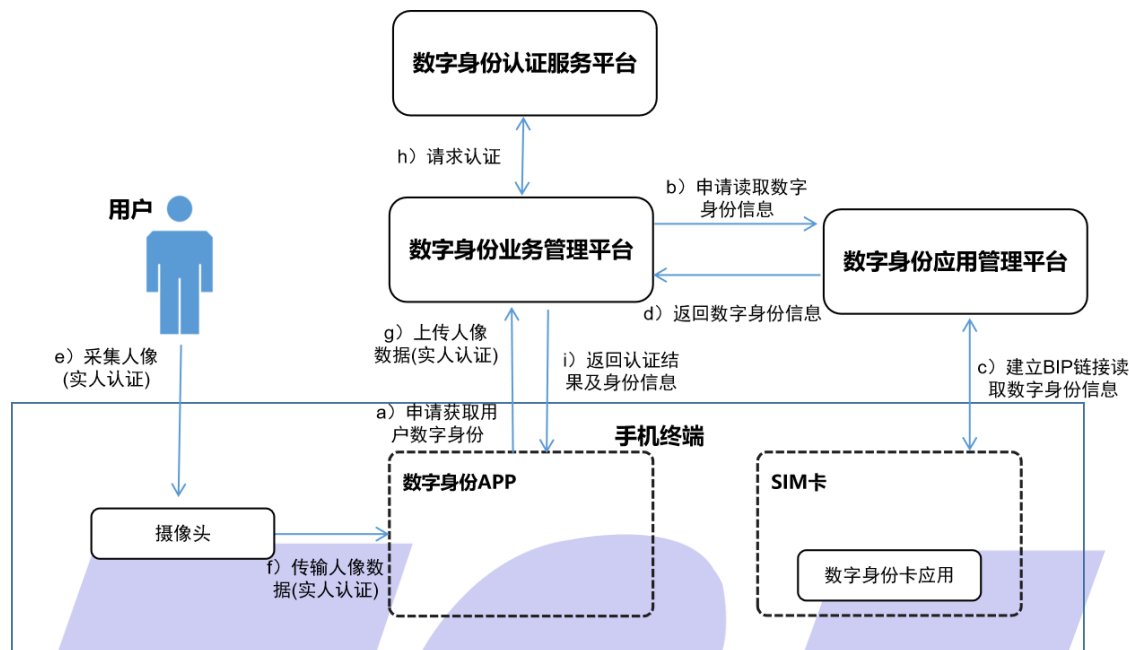 数字身份认证服务平台
h）请求认证
b）申请读取数字
身份信息
用户
数字身份业务管理平台
数字身份应用管理平台
d）返回数字身份信息
g）上传人像
数据(实人认证)
e）采集人像
(实人认证)
i）返回认证结
果及身份信息
c）建立BIP链接读
取数字身份信息
a）申请获取用
户数字身份
手机终端
数字身份APP
SIM卡
摄像头
f）传输人像数
据(实人认证)
数字身份卡应用